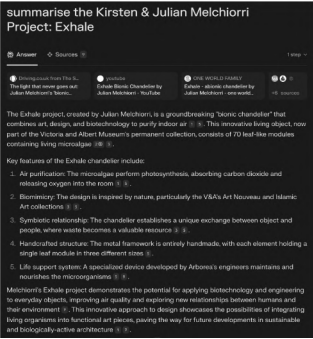 summarise the Kirsten & Julian Melchiorri
Project: Exhale
Answer
Sources
1 step
Driving
from The S...
The light that never goes out
Julian Melchiorri's "bionic...
youtube
Exhale Bionic Chandelier by
Julian Melchiorri - YouTube
ONE WORLD FAMILY
Exhale - abionic chandelier by
Julian Melchiorri - one world...
sources
The Exhale project, created by Julian Melchiorri, is a groundbreaking "bionic chandelier" that
combines art, design, and biotechnology to purify indoor air. This innovative living object, now
part of the Victoria and Albert Museum's permanent collection, consists of 70 leaf-like modules
containing living microalgae.
Key features of the Exhale chandelier include:
1. Air purification: The microalgae perform photosynthesis, absorbing carbon dioxide and
releasing oxygen into the room.
2. Biomimicry: The design is inspired by nature, particularly the V&A's Art Nouveau and Islamic
Art collections.
3. Symbiotic relationship: The chandelier establishes a unique exchange between object and
people, where waste becomes a valuable resource.
4. Handcrafted structure: The metal framework is entirely handmade, with each element holding a
single leaf module in three different sizes.
5. Life support system: A specialized device developed by Arborea's engineers maintains and
nourishes the microorganisms.
Melchiorri's Exhale project demonstrates the potential for applying biotechnology and engineering
to everyday objects, improving air quality and exploring new relationships between humans and
their environment. This innovative approach to design showcases the possibilities of integrating
living organisms into functional art pieces, paving the way for future developments in sustainable
and biologically-active architecture.